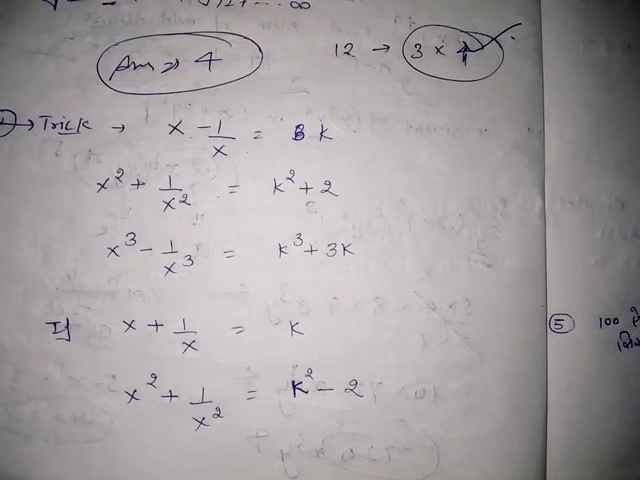 12 → 3 × 4
Ans ⇒ 4
→ Trick → x - 1/x = K
x² + 1/x² = K² + 2
x³ - 1/x³ = K³ + 3K
If x + 1/x = K
x² + 1/x² = K² - 2
5 100